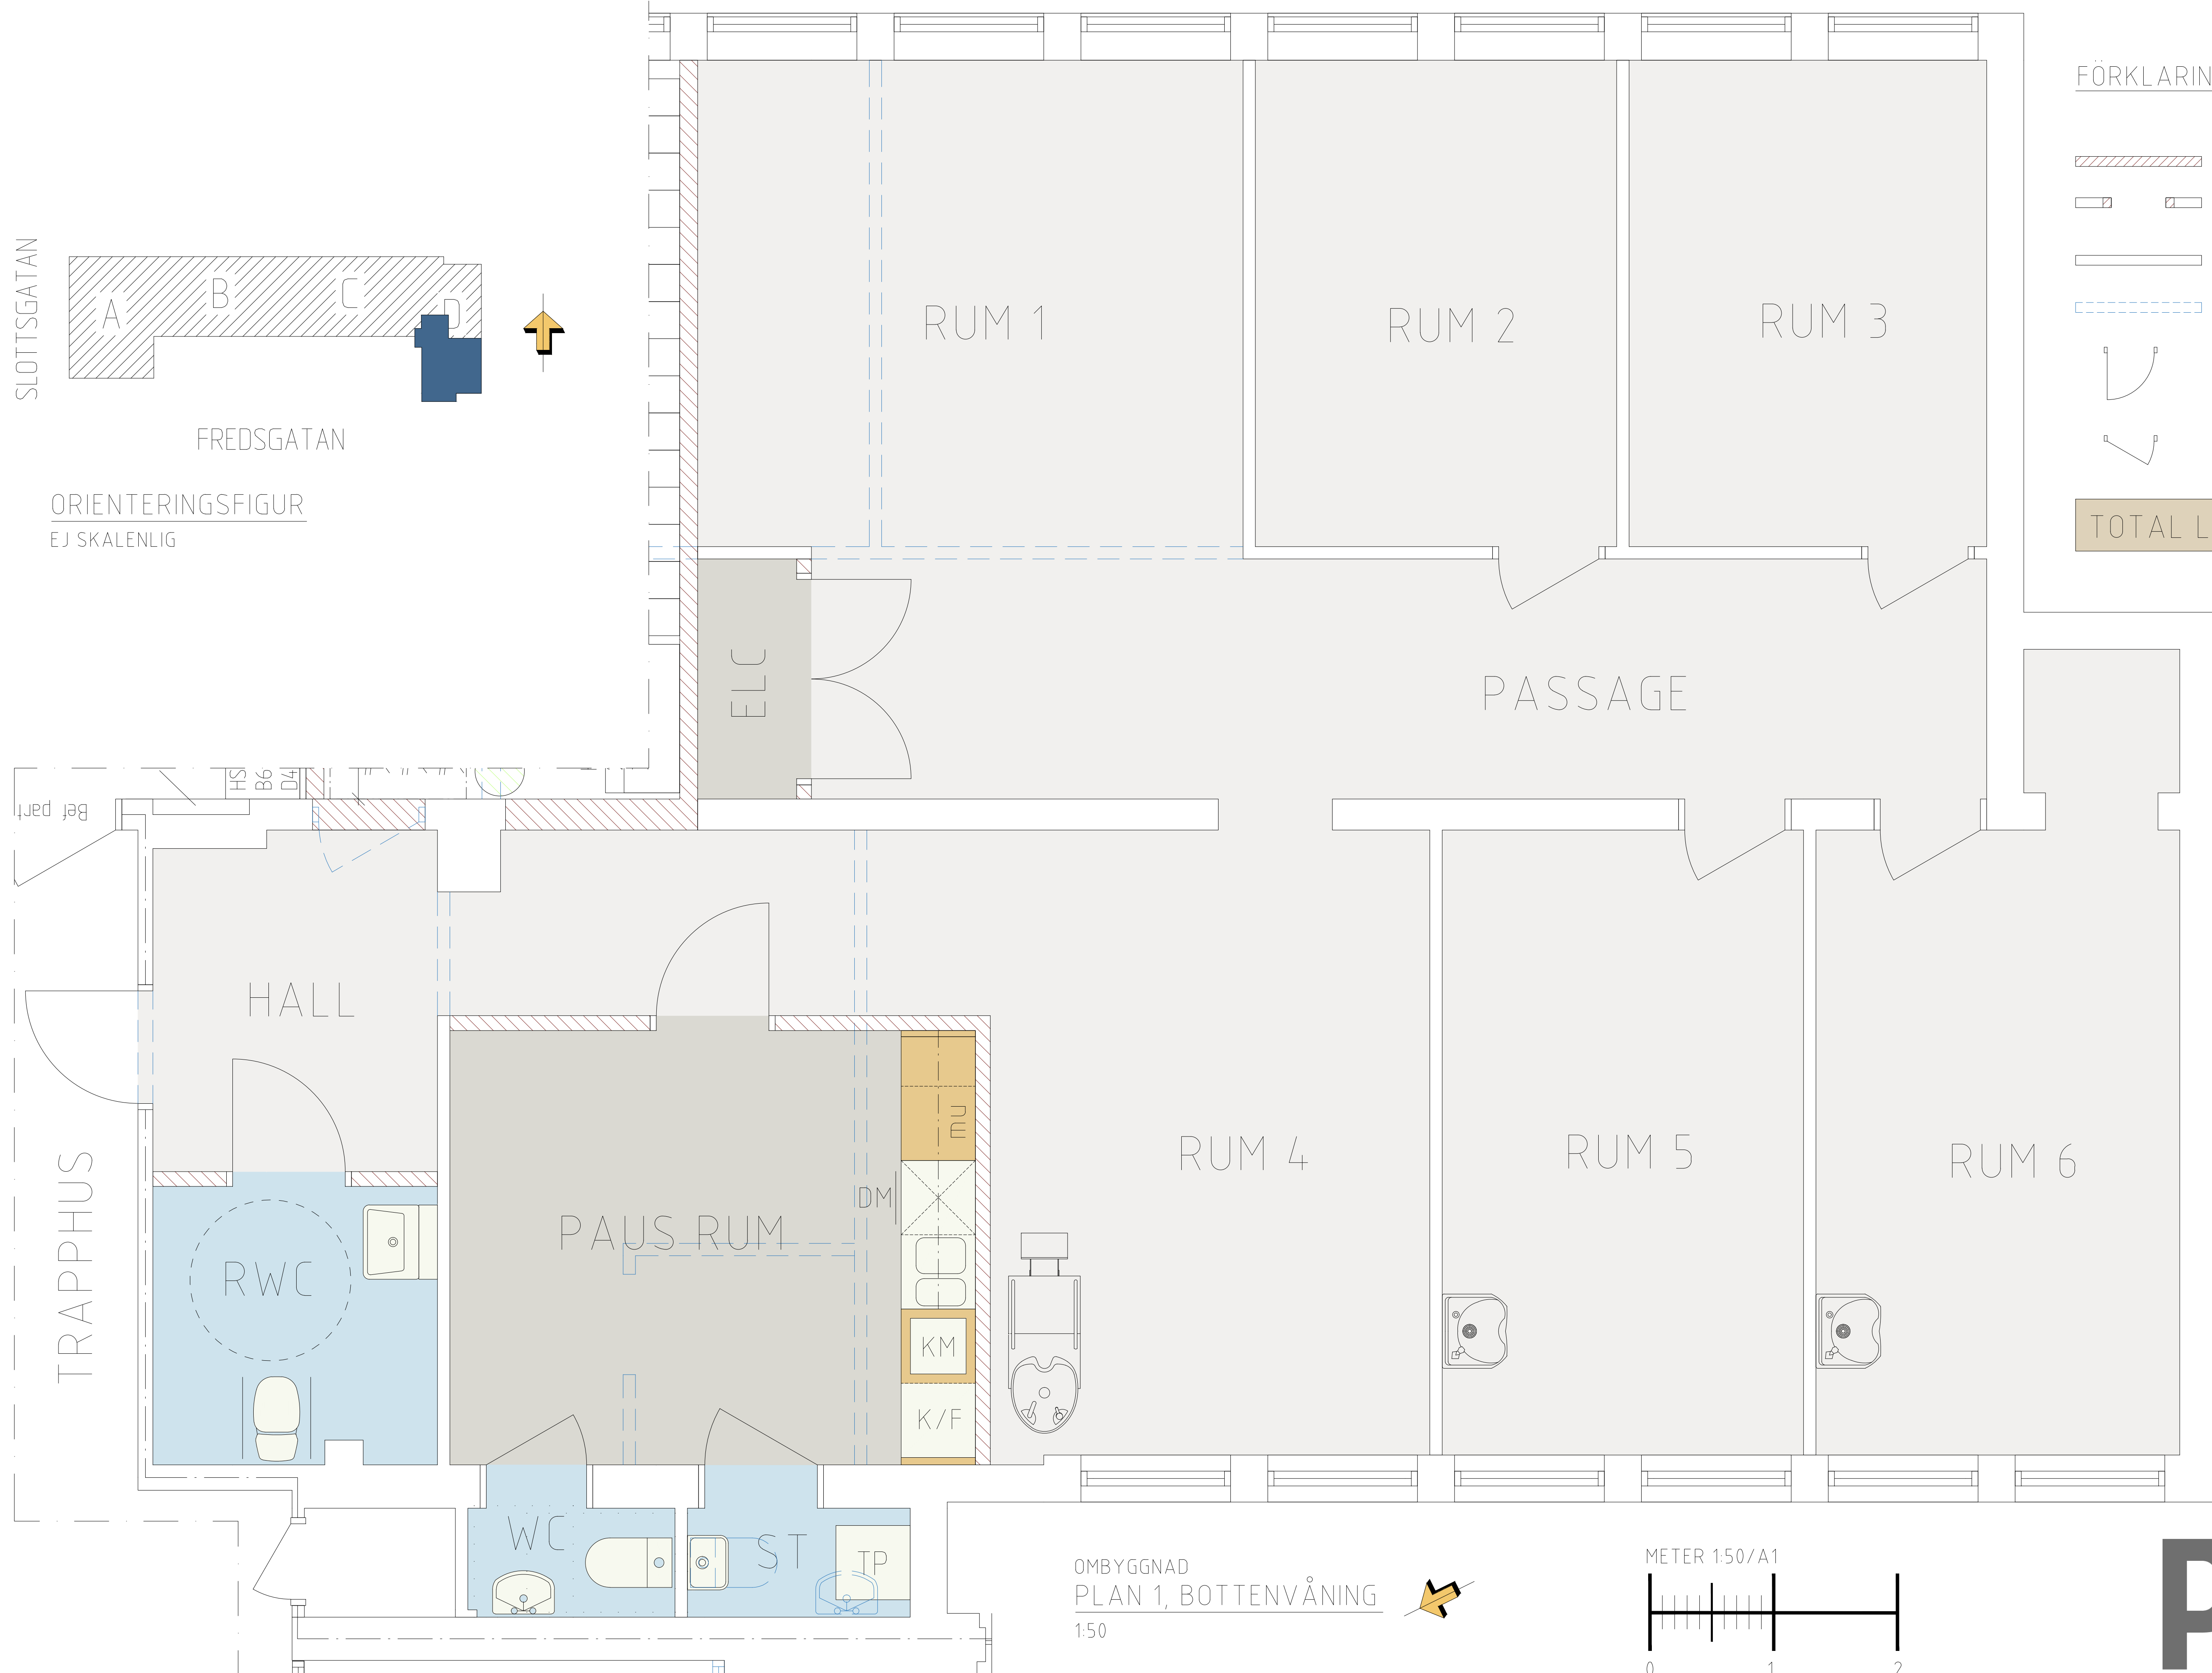 FÖRKLARIN
RUM 1
RUM 2
RUM 3
SLOTTSGATAN
A
B
C
D
FREDSGATAN
ORIENTERINGSFIGUR
EJ SKALENLIG
TOTAL L
ELC
PASSAGE
HS
B6
D4
Bef part
HALL
TRAPPHUS
RWC
PAUS RUM
MU
DM
KM
K/F
RUM 4
RUM 5
RUM 6
WC
ST
TP
OMBYGGNAD
PLAN 1, BOTTENVÅNING
1:50
METER 1:50/A1
0 1 2
P